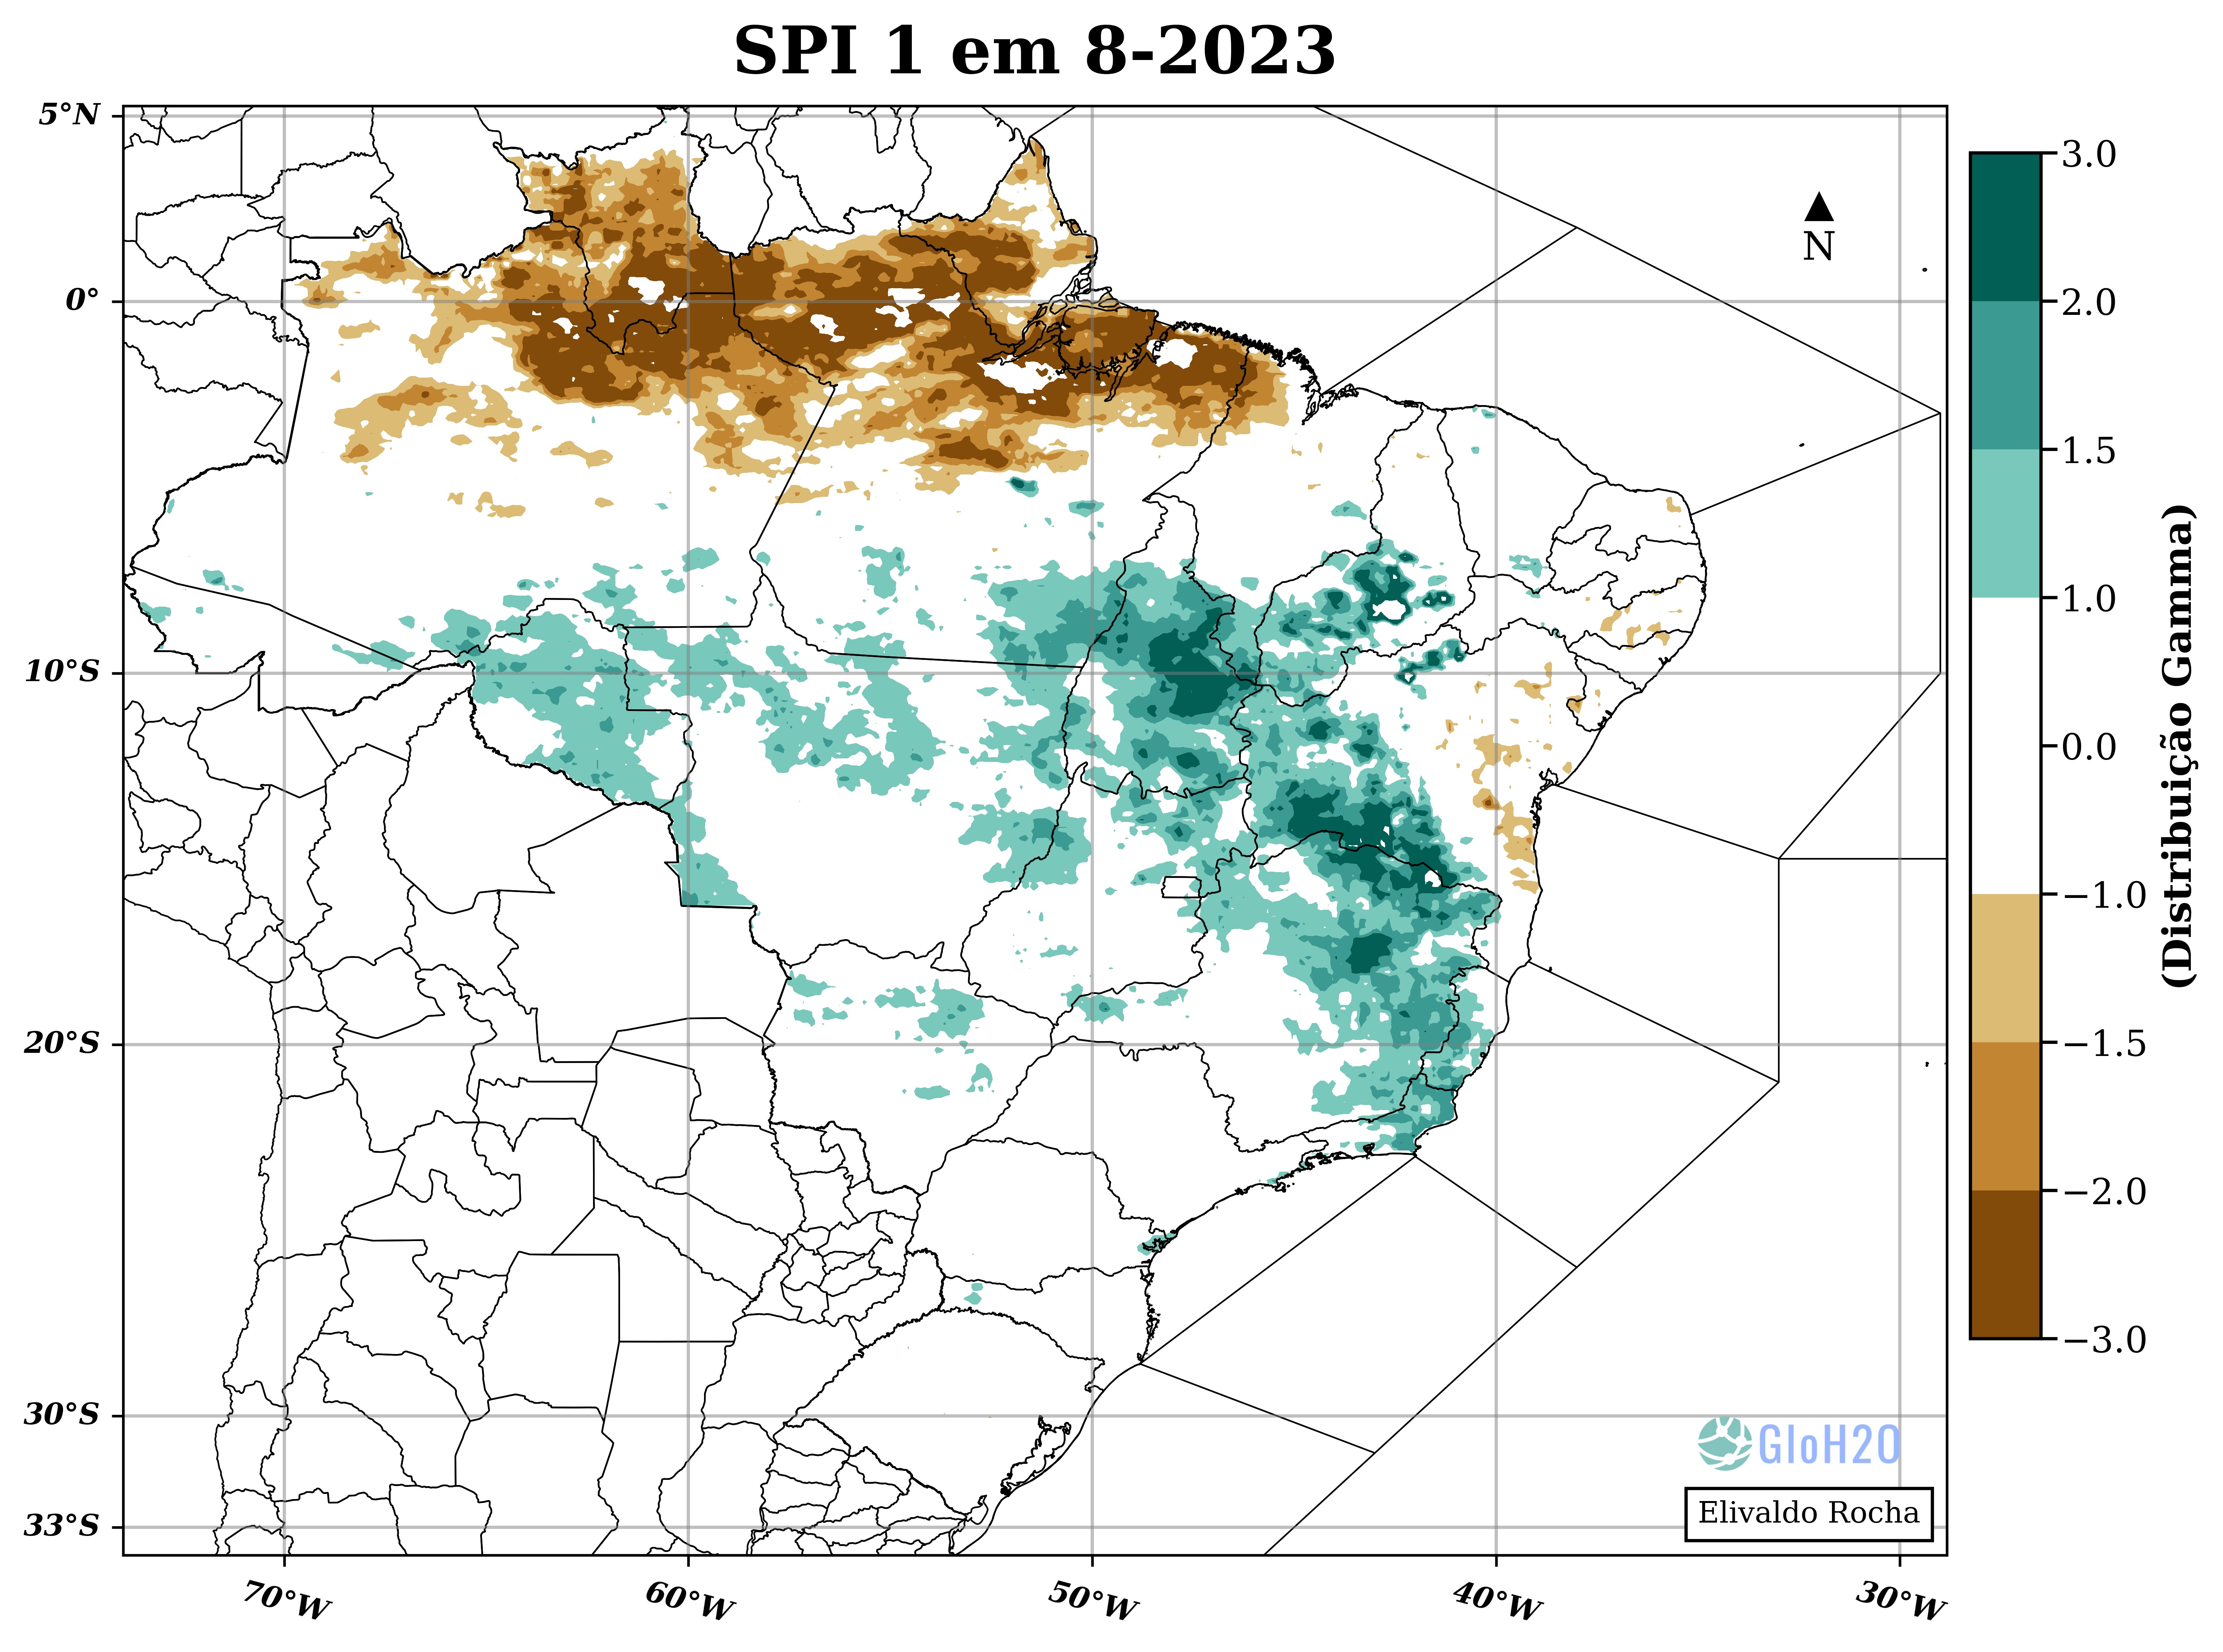 SPI 1 em 8-2023
5°N
0°
10°S
20°S
30°S
33°S
70°W
60°W
50°W
40°W
30°W
N
3.0
2.0
1.5
1.0
0.0
−1.0
−1.5
−2.0
−3.0
(Distribuição Gamma)
GloH2O
Elivaldo Rocha